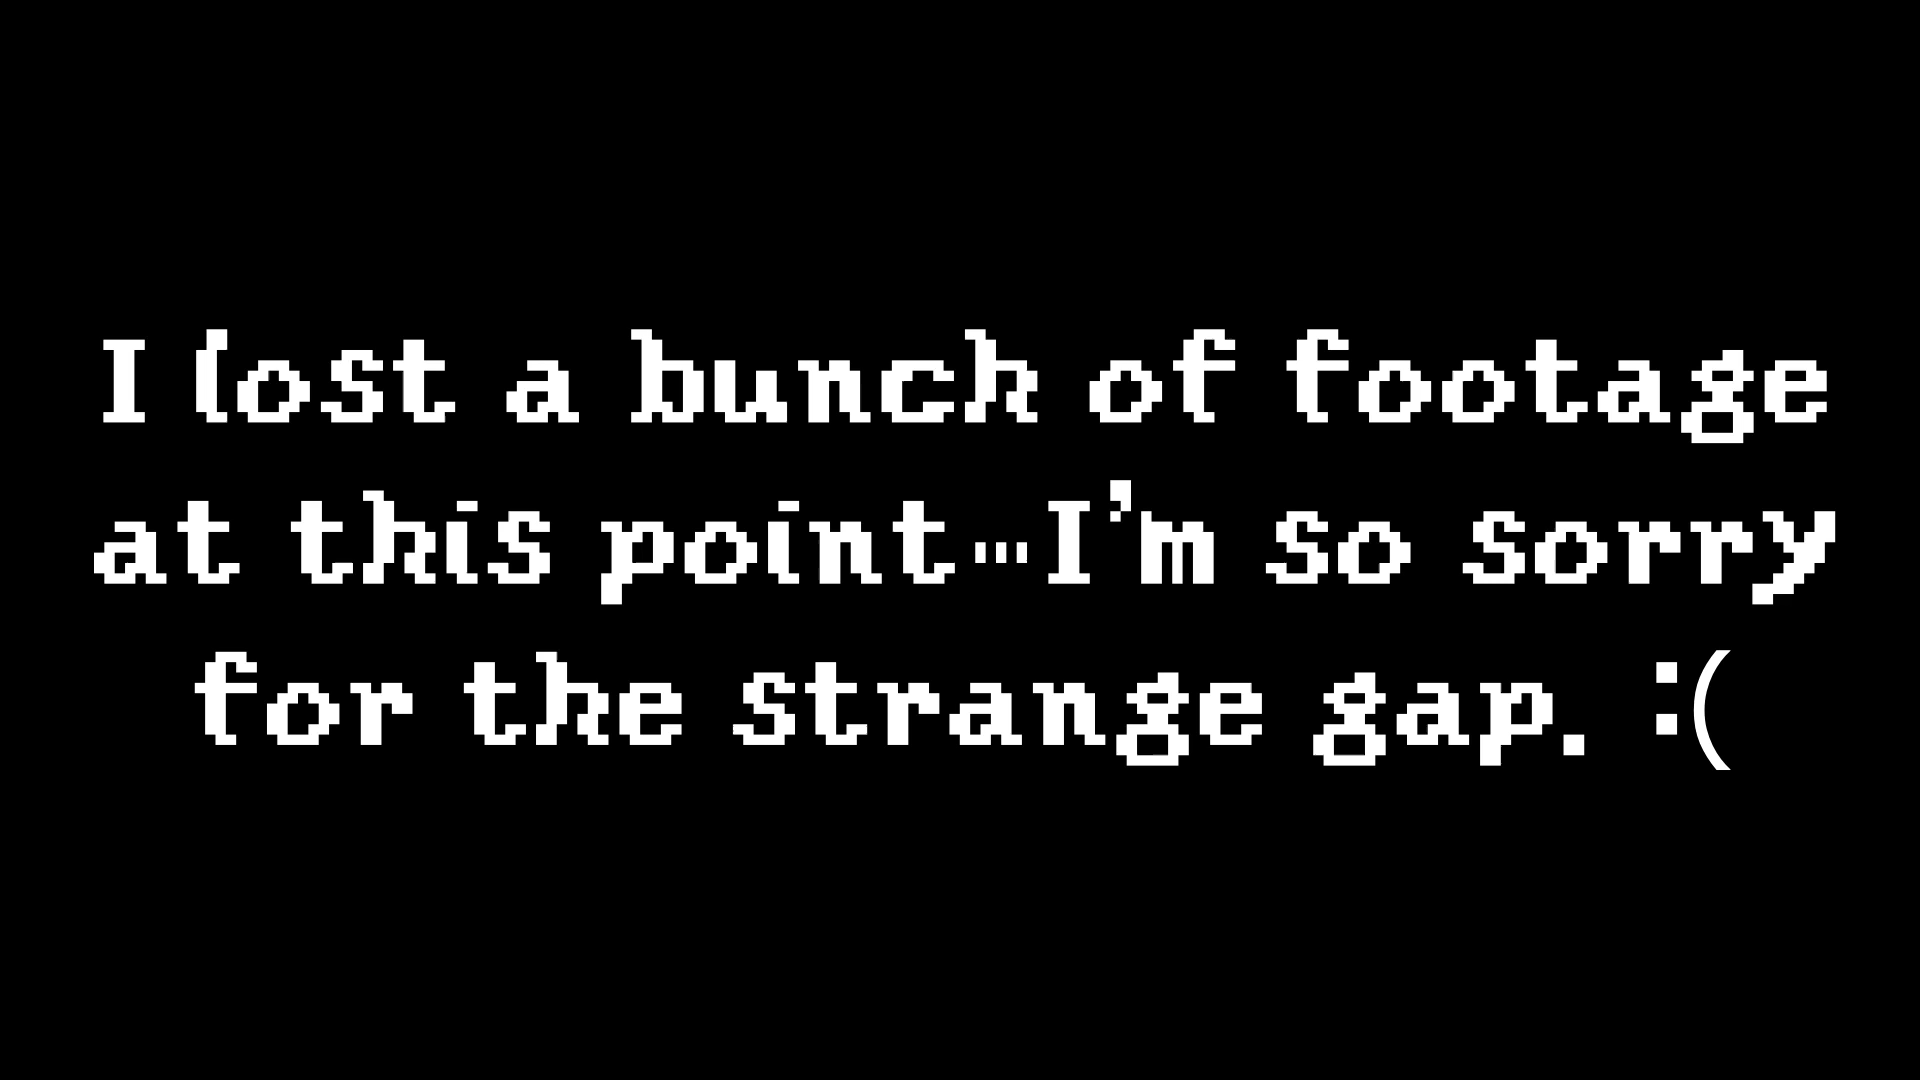 I lost a bunch of footage
at this point…I'm so sorry
for the strange gap. :(